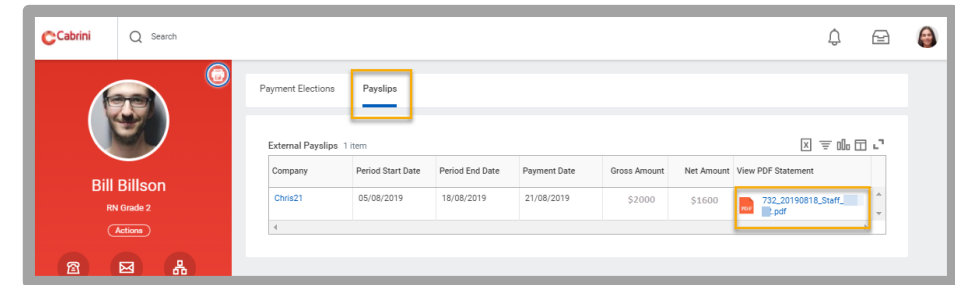 Cabrini
Search
Payment Elections
Payslips
External Payslips 1 item
Company
Period Start Date
Period End Date
Payment Date
Gross Amount
Net Amount
View PDF Statement
Chris21
05/08/2019
18/08/2019
21/08/2019
$2000
$1600
732_20190818_Staff_
.pdf
Bill Billson
RN Grade 2
Actions